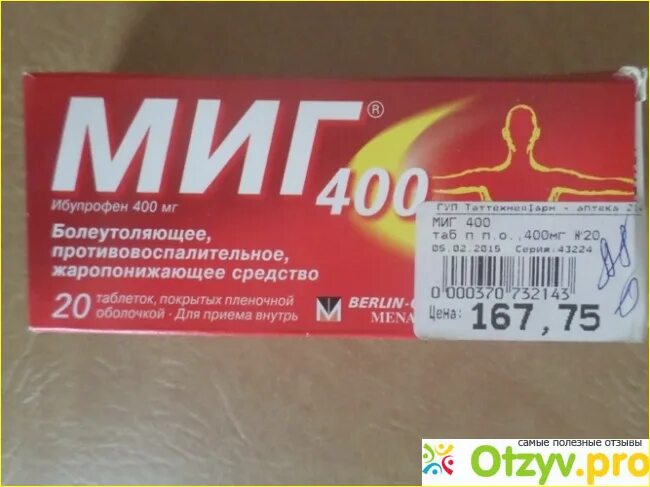 МИГ®
400
Ибупрофен 400 мг
Болеутоляющее,
противовоспалительное,
жаропонижающее средство
20 таблеток, покрытых пленочной
оболочкой · Для приема внутрь
BERLIN-
MENA
ГУП Таттехмедфарм - аптека
МИГ 400
таб п п.о.,400мг №20
05.02.2015 Серия:43224
0 000370 732143
Цена: 167,75
самые полезные отзывы
Otzyv.pro